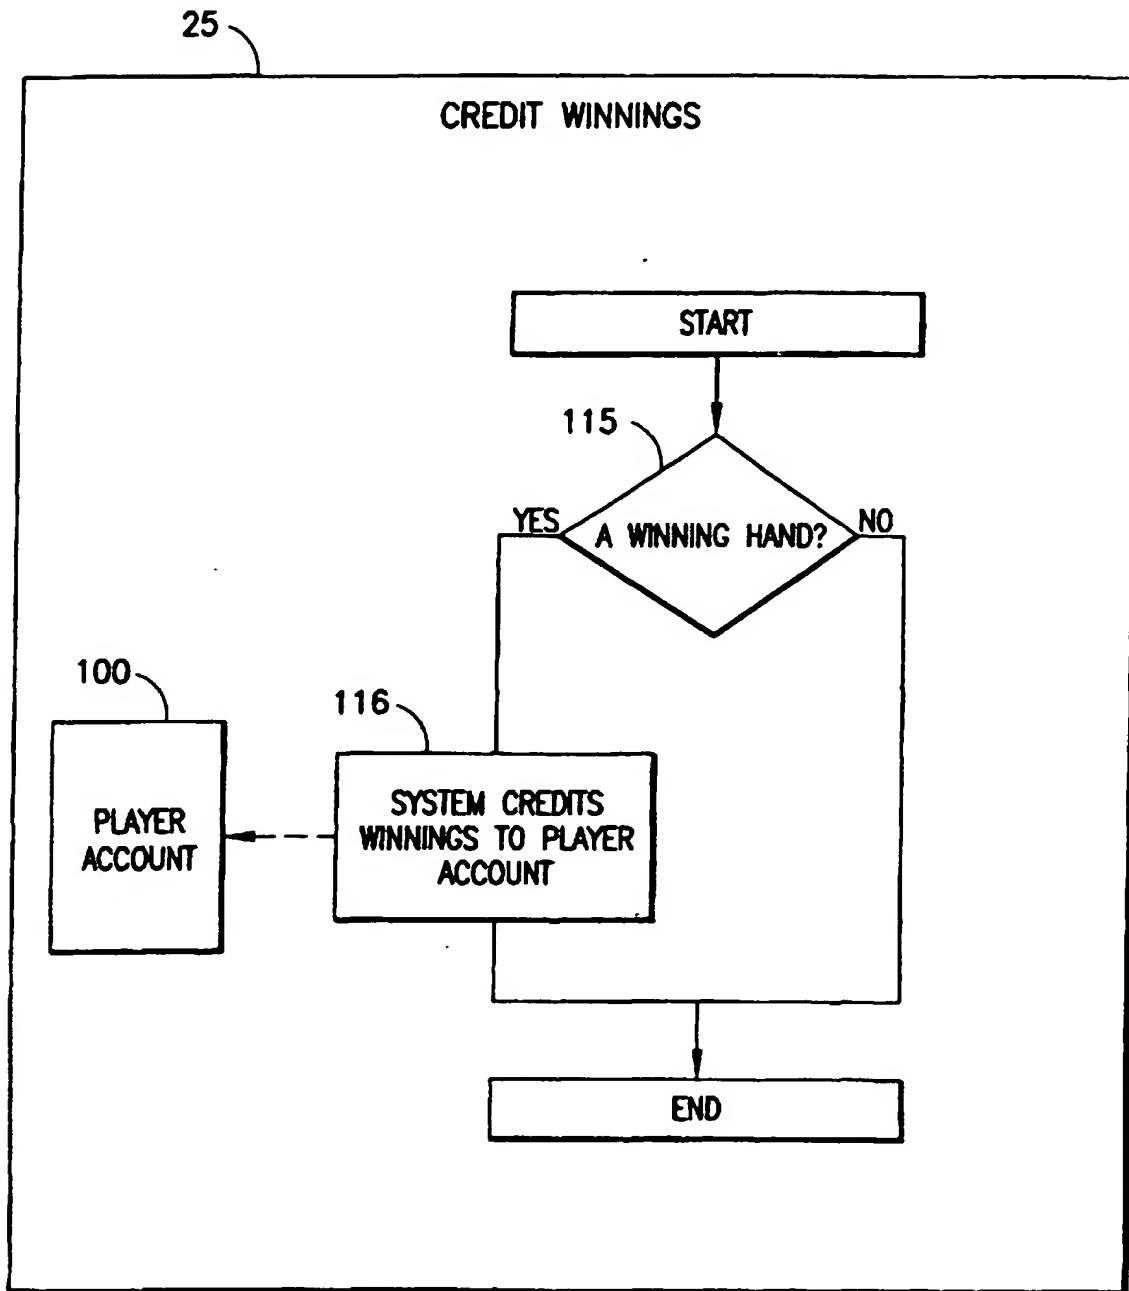 25
CREDIT WINNINGS
START
115
YES
A WINNING HAND?
NO
100
116
PLAYER
ACCOUNT
SYSTEM CREDITS
WINNINGS TO PLAYER
ACCOUNT
END